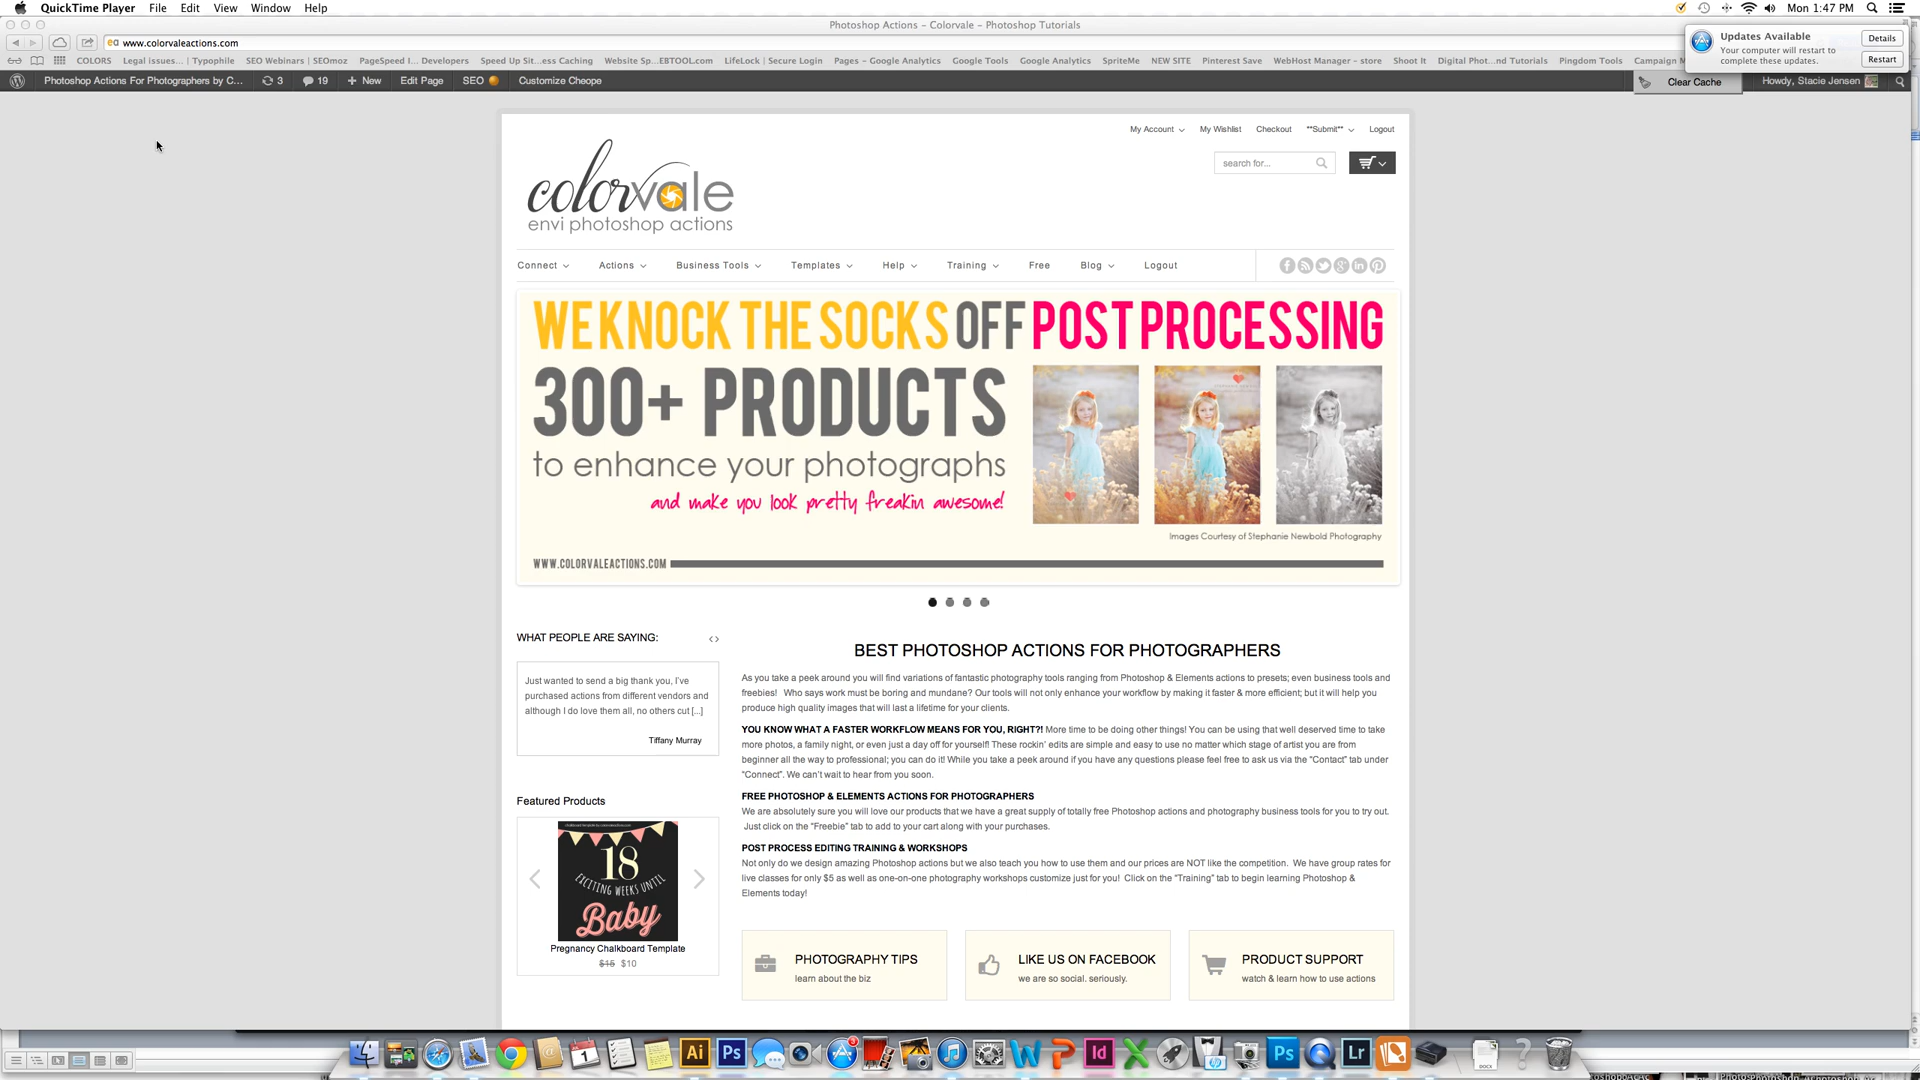 QuickTime Player File Edit View Window Help
Mon 1:47 PM
Photoshop Actions – Colorvale – Photoshop Tutorials
www.colorvaleactions.com
Updates Available
Your computer will restart to
complete these updates.
Details
Restart
COLORS Legal issues... | Typophile SEO Webinars | SEOmoz PageSpeed I... Developers Speed Up Sit...ess Caching Website Sp...EBTOOL.com LifeLock | Secure Login Pages – Google Analytics Google Tools Google Analytics SpriteMe NEW SITE Pinterest Save WebHost Manager – store Shoot It Digital Phot...nd Tutorials Pingdom Tools Campaign M
Photoshop Actions For Photographers by C... 3 19 + New Edit Page SEO Customize Cheope
Clear Cache Howdy, Stacie Jensen
My Account My Wishlist Checkout **Submit** Logout
search for...
colorvale
envi photoshop actions
Connect Actions Business Tools Templates Help Training Free Blog Logout
WE KNOCK THE SOCKS OFF POST PROCESSING
300+ PRODUCTS
to enhance your photographs
and make you look pretty freakin awesome!
Images Courtesy of Stephanie Newbold Photography
WWW.COLORVALEACTIONS.COM
WHAT PEOPLE ARE SAYING:
Just wanted to send a big thank you, I've
purchased actions from different vendors and
although I do love them all, no others cut [...]
Tiffany Murray
Featured Products
18
EXCITING WEEKS UNTIL
Baby
Pregnancy Chalkboard Template
$15 $10
BEST PHOTOSHOP ACTIONS FOR PHOTOGRAPHERS
As you take a peek around you will find variations of fantastic photography tools ranging from Photoshop & Elements actions to presets; even business tools and
freebies! Who says work must be boring and mundane? Our tools will not only enhance your workflow by making it faster & more efficient; but it will help you
produce high quality images that will last a lifetime for your clients.
YOU KNOW WHAT A FASTER WORKFLOW MEANS FOR YOU, RIGHT?! More time to be doing other things! You can be using that well deserved time to take
more photos, a family night, or even just a day off for yourself! These rockin' edits are simple and easy to use no matter which stage of artist you are from
beginner all the way to professional; you can do it! While you take a peek around if you have any questions please feel free to ask us via the "Contact" tab under
"Connect". We can't wait to hear from you soon.
FREE PHOTOSHOP & ELEMENTS ACTIONS FOR PHOTOGRAPHERS
We are absolutely sure you will love our products that we have a great supply of totally free Photoshop actions and photography business tools for you to try out.
Just click on the "Freebie" tab to add to your cart along with your purchases.
POST PROCESS EDITING TRAINING & WORKSHOPS
Not only do we design amazing Photoshop actions but we also teach you how to use them and our prices are NOT like the competition. We have group rates for
live classes for only $5 as well as one-on-one photography workshops customize just for you! Click on the "Training" tab to begin learning Photoshop &
Elements today!
PHOTOGRAPHY TIPS
learn about the biz
LIKE US ON FACEBOOK
we are so social. seriously.
PRODUCT SUPPORT
watch & learn how to use actions
1 Ai Ps Id Ps Lr